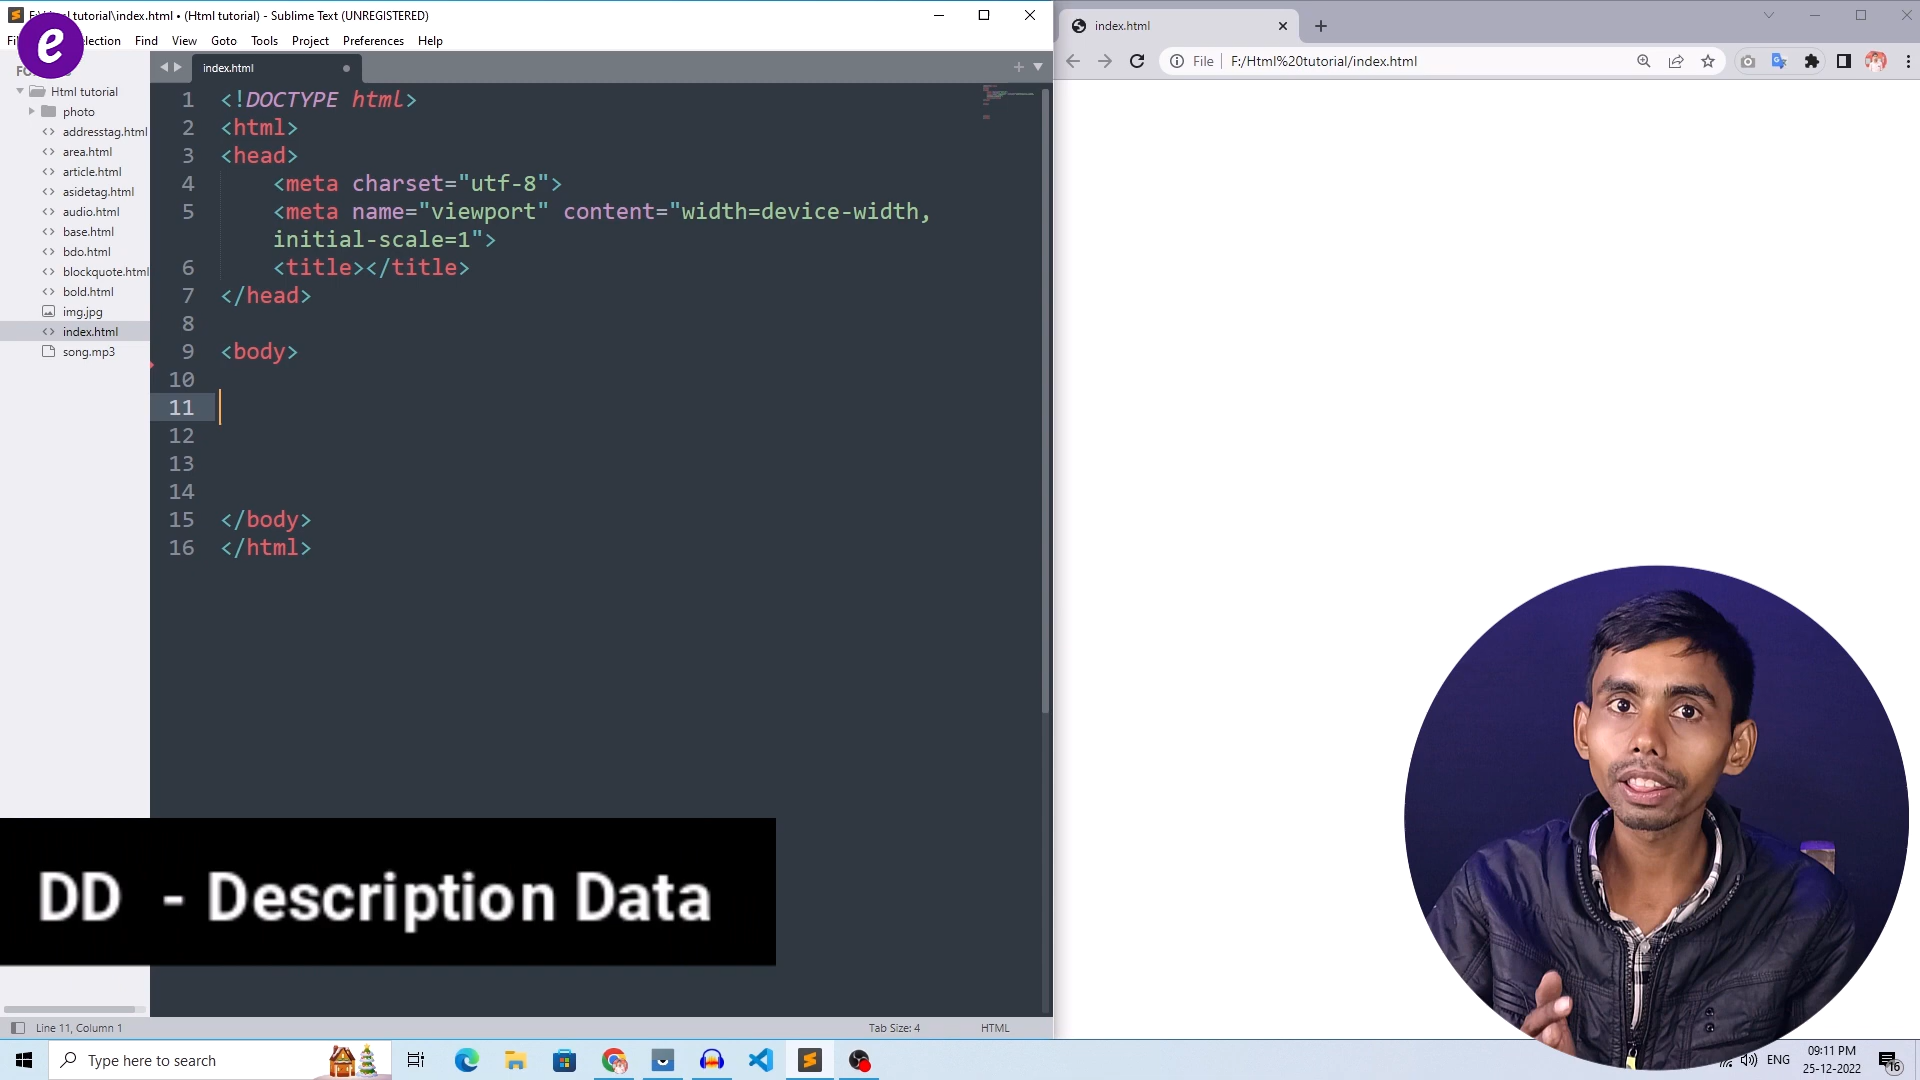 F:\Html tutorial\index.html • (Html tutorial) - Sublime Text (UNREGISTERED)
Find View Goto Tools Project Preferences Help
e
Html tutorial
photo
addresstag.html
area.html
article.html
asidetag.html
audio.html
base.html
bdo.html
blockquote.html
bold.html
img.jpg
index.html
song.mp3
index.html
1 <!DOCTYPE html>
2 <html>
3 <head>
4 <meta charset="utf-8">
5 <meta name="viewport" content="width=device-width,
initial-scale=1">
6 <title></title>
7 </head>
8
9 <body>
10
11
12
13
14
15 </body>
16 </html>
DD - Description Data
Line 11, Column 1
Tab Size: 4
HTML
index.html
File F:/Html%20tutorial/index.html
Type here to search
ENG
09:11 PM
25-12-2022
16